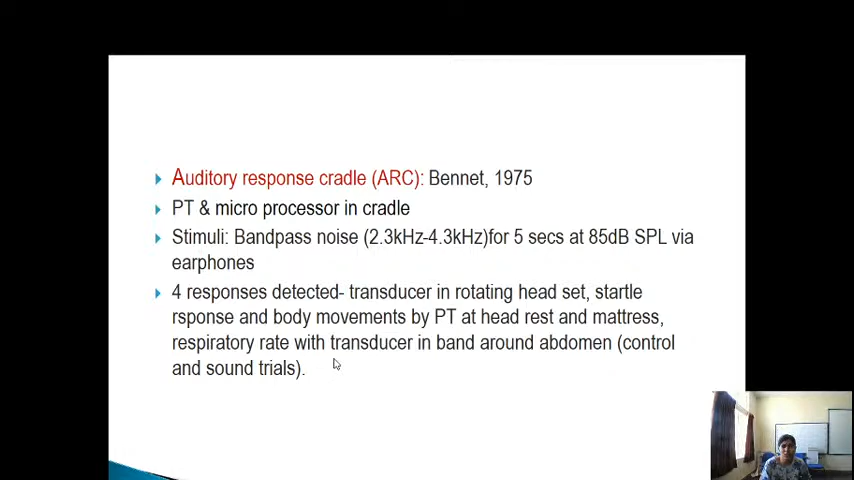 Auditory response cradle (ARC): Bennet, 1975
PT & micro processor in cradle
Stimuli: Bandpass noise (2.3kHz-4.3kHz)for 5 secs at 85dB SPL via
earphones
4 responses detected- transducer in rotating head set, startle
rsponse and body movements by PT at head rest and mattress,
respiratory rate with transducer in band around abdomen (control
and sound trials).